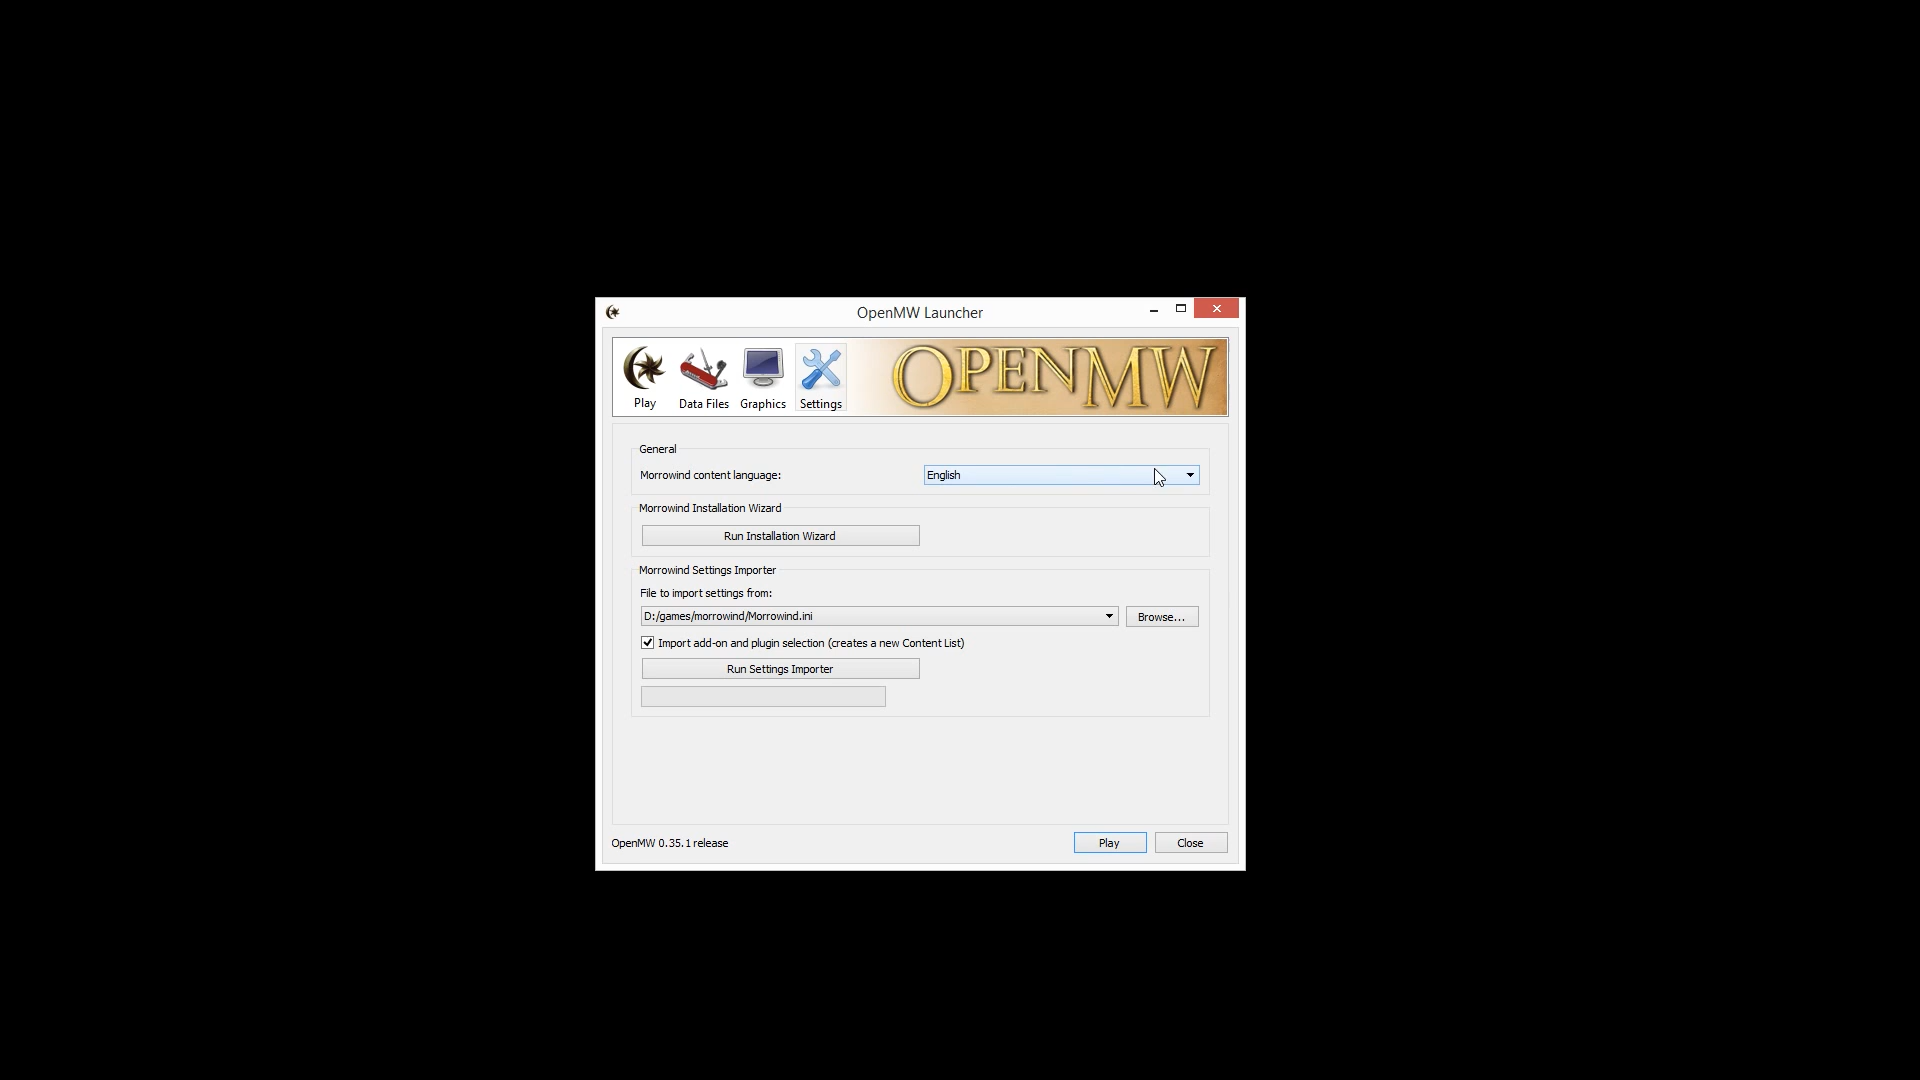 OpenMW Launcher
Play
Data Files
Graphics
Settings
OPENMW
General
Morrowind content language:
English
Morrowind Installation Wizard
Run Installation Wizard
Morrowind Settings Importer
File to import settings from:
D:/games/morrowind/Morrowind.ini
Browse...
Import add-on and plugin selection (creates a new Content List)
Run Settings Importer
OpenMW 0.35.1 release
Play
Close